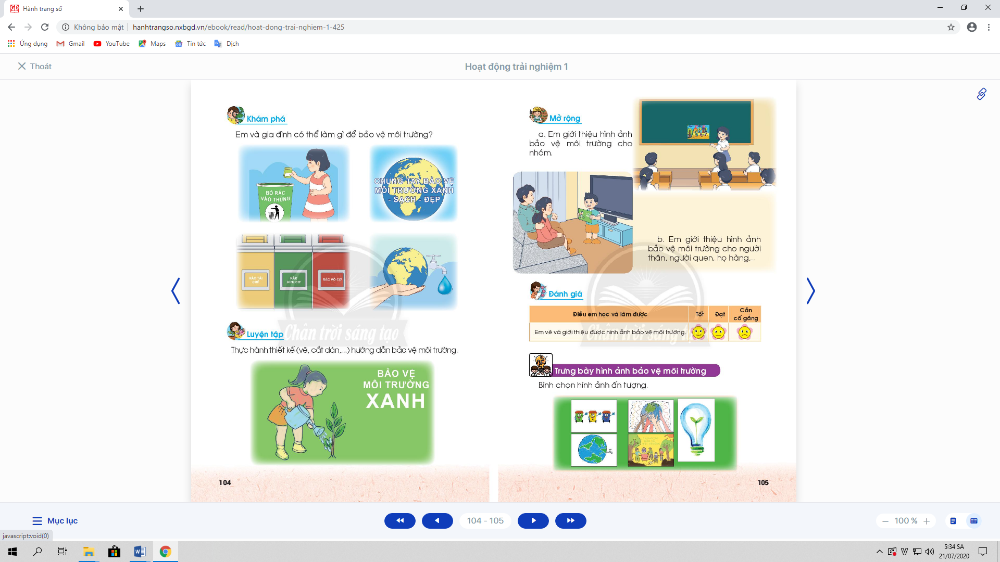 Hành trang số
Không bảo mật
hanhtrangso.nxbgd.vn/ebook/read/hoat-dong-trai-nghiem-1-425
Ứng dụng
Gmail
YouTube
Maps
Tin tức
Dịch
Thoát
Hoạt động trải nghiệm 1
Khám phá
Em và gia đình có thể làm gì để bảo vệ môi trường?
BỎ RÁC
VÀO THÙNG
CHUNG TAY BẢO VỆ
MÔI TRƯỜNG XANH
- SẠCH - ĐẸP
RÁC TÁI
CHẾ
RÁC
HỮU CƠ
RÁC VÔ CƠ
Luyện tập
Thực hành thiết kế (vẽ, cắt dán,...) hướng dẫn bảo vệ môi trường.
BẢO VỆ
MÔI TRƯỜNG
XANH
104
Chân trời sáng tạo
Mở rộng
a. Em giới thiệu hình ảnh
bảo vệ môi trường cho
nhóm.
b. Em giới thiệu hình ảnh
bảo vệ môi trường cho người
thân, người quen, họ hàng,...
Đánh giá
Điều em học và làm được
Tốt
Đạt
Cần
cố gắng
Em vẽ và giới thiệu được hình ảnh bảo vệ môi trường.
Chân trời sáng tạo
Trưng bày hình ảnh bảo vệ môi trường
Bình chọn hình ảnh ấn tượng.
105
Mục lục
104 - 105
100 %
javascript:void(0)
5:34 SA
21/07/2020